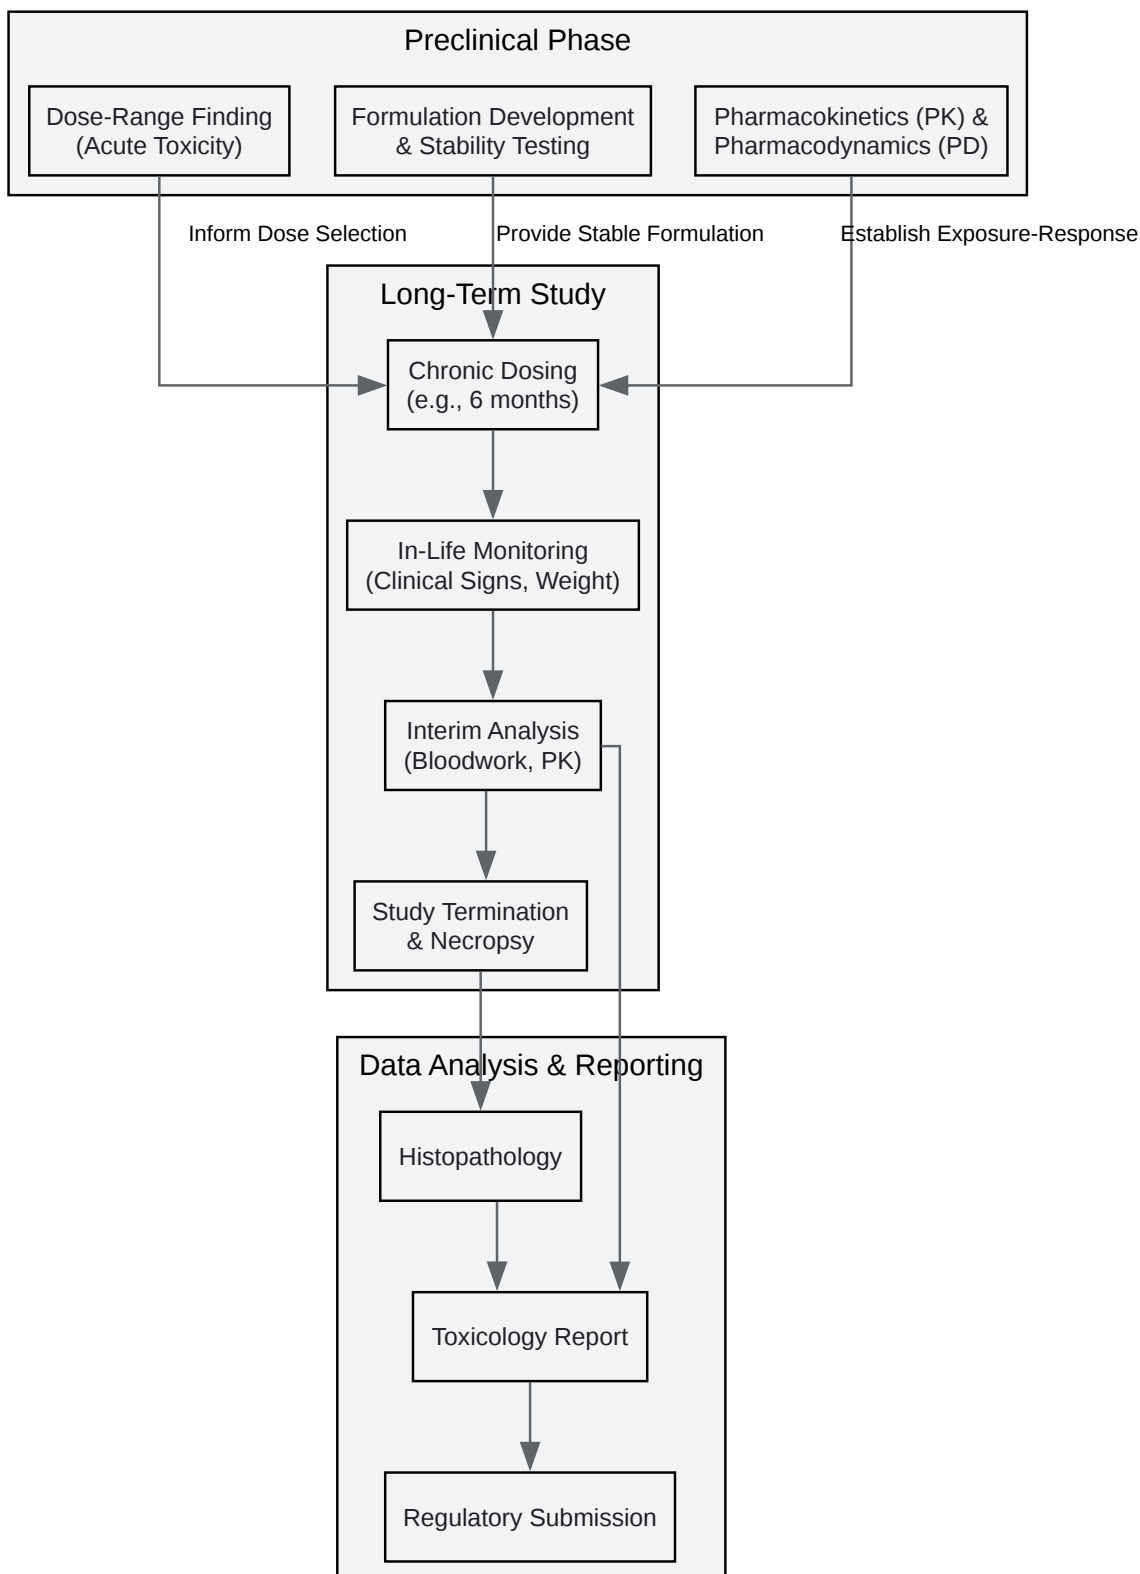 Preclinical Phase
Dose-Range Finding
(Acute Toxicity)
Formulation Development
& Stability Testing
Pharmacokinetics (PK) &
Pharmacodynamics (PD)
Inform Dose Selection
Provide Stable Formulation
Establish Exposure-Response
Long-Term Study
Chronic Dosing
(e.g., 6 months)
In-Life Monitoring
(Clinical Signs, Weight)
Interim Analysis
(Bloodwork, PK)
Study Termination
& Necropsy
Data Analysis & Reporting
Histopathology
Toxicology Report
Regulatory Submission